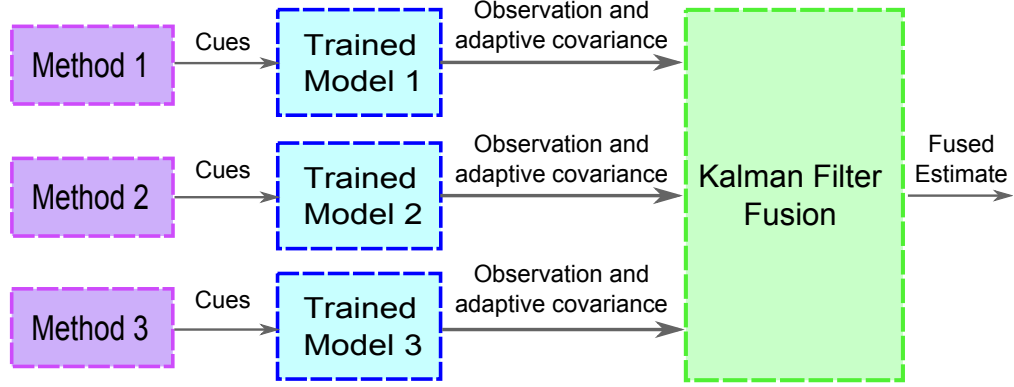 Method 1
Cues
Trained
Model 1
Observation and
adaptive covariance
Method 2
Cues
Trained
Model 2
Observation and
adaptive covariance
Method 3
Cues
Trained
Model 3
Observation and
adaptive covariance
Kalman Filter
Fusion
Fused
Estimate